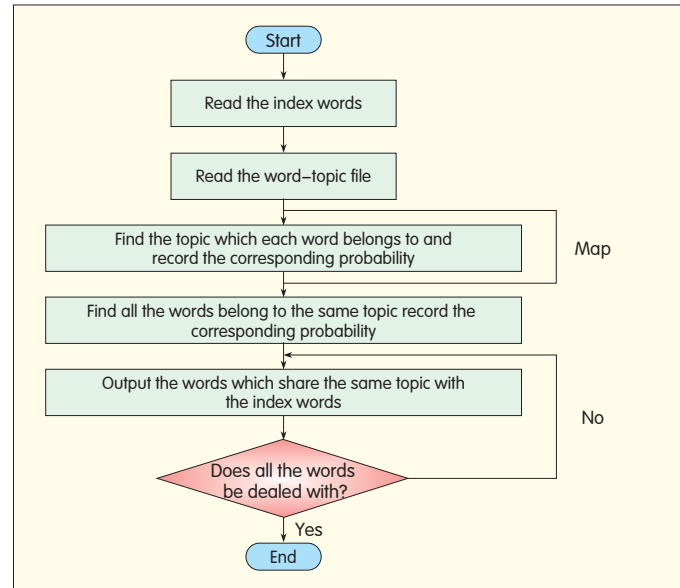 Start
Read the index words
Read the word–topic file
Find the topic which each word belongs to and
record the corresponding probability
Map
Find all the words belong to the same topic record the
corresponding probability
Output the words which share the same topic with
the index words
No
Does all the words
be dealed with?
Yes
End